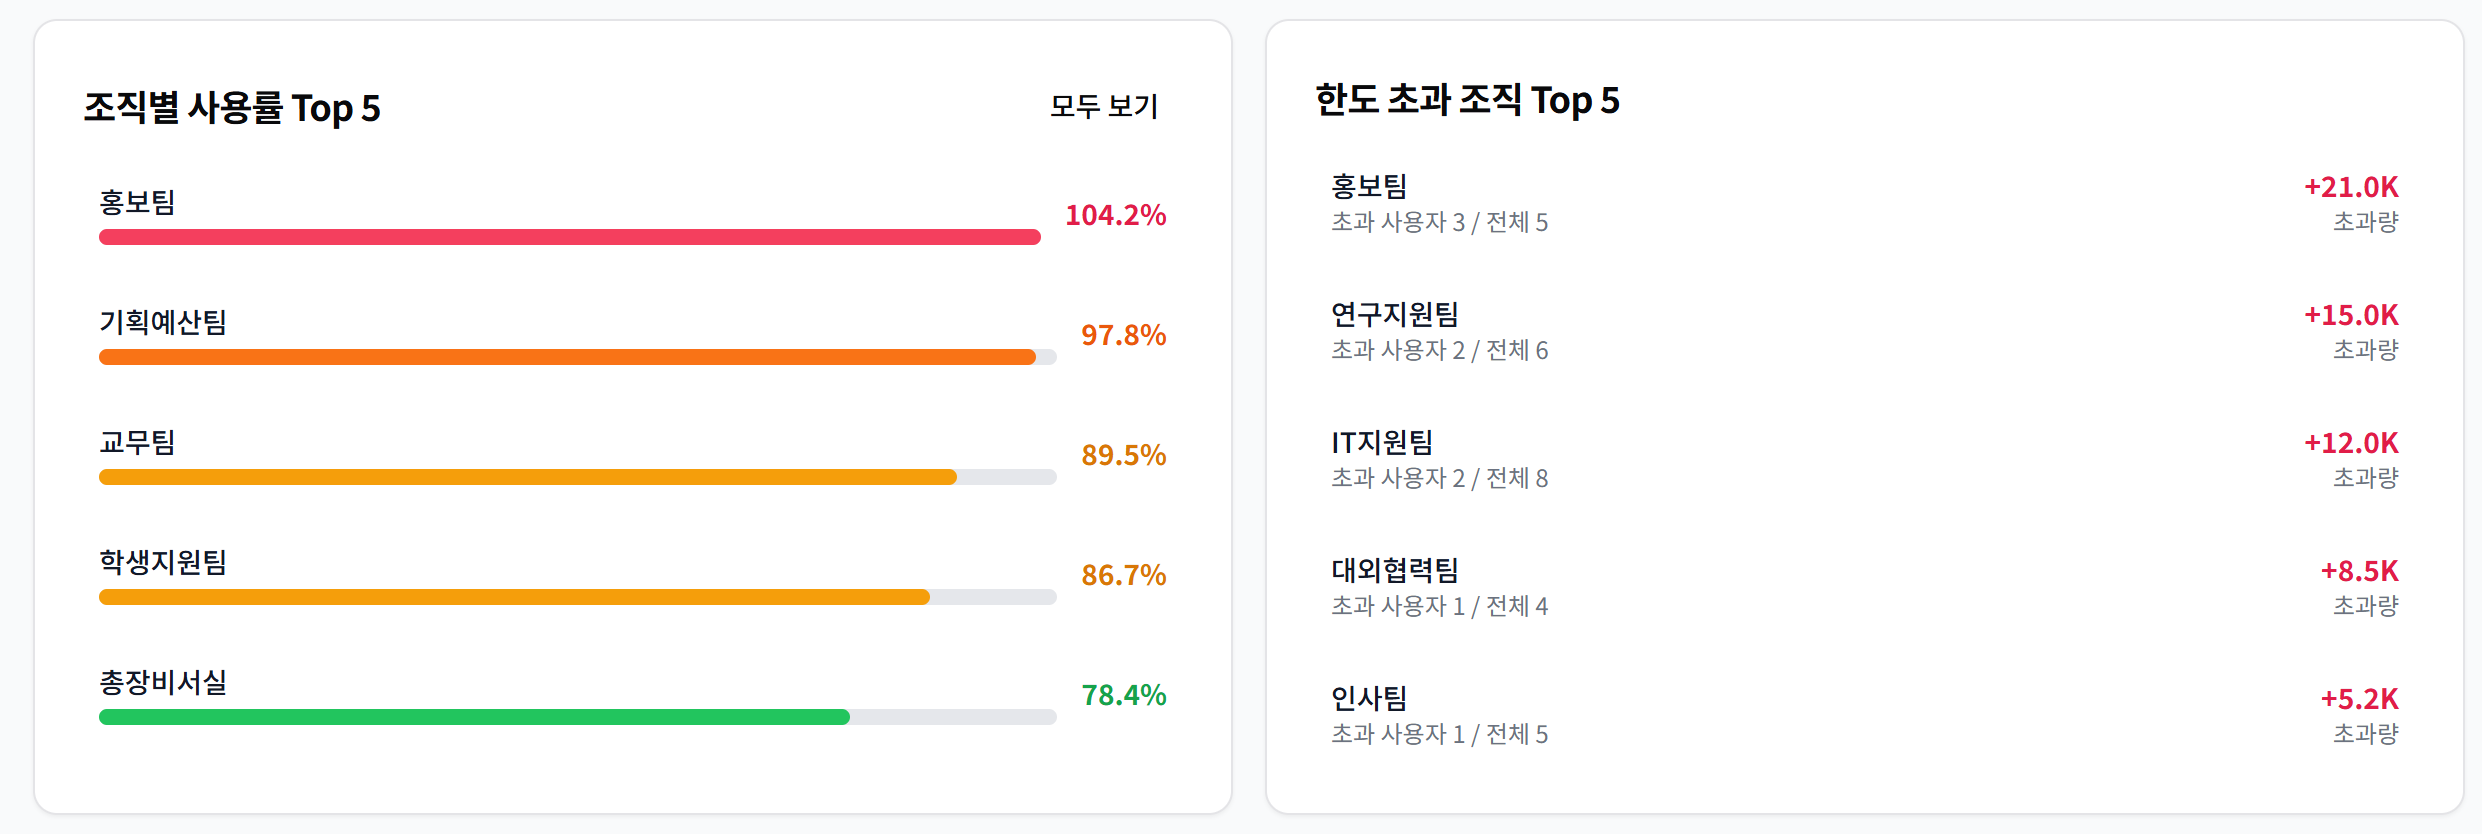 조직별 사용률 Top 5
모두 보기
홍보팀
104.2%
기획예산팀
97.8%
교무팀
89.5%
학생지원팀
86.7%
총장비서실
78.4%
한도 초과 조직 Top 5
홍보팀
+21.0K
초과 사용자 3 / 전체 5
초과량
연구지원팀
+15.0K
초과 사용자 2 / 전체 6
초과량
IT지원팀
+12.0K
초과 사용자 2 / 전체 8
초과량
대외협력팀
+8.5K
초과 사용자 1 / 전체 4
초과량
인사팀
+5.2K
초과 사용자 1 / 전체 5
초과량